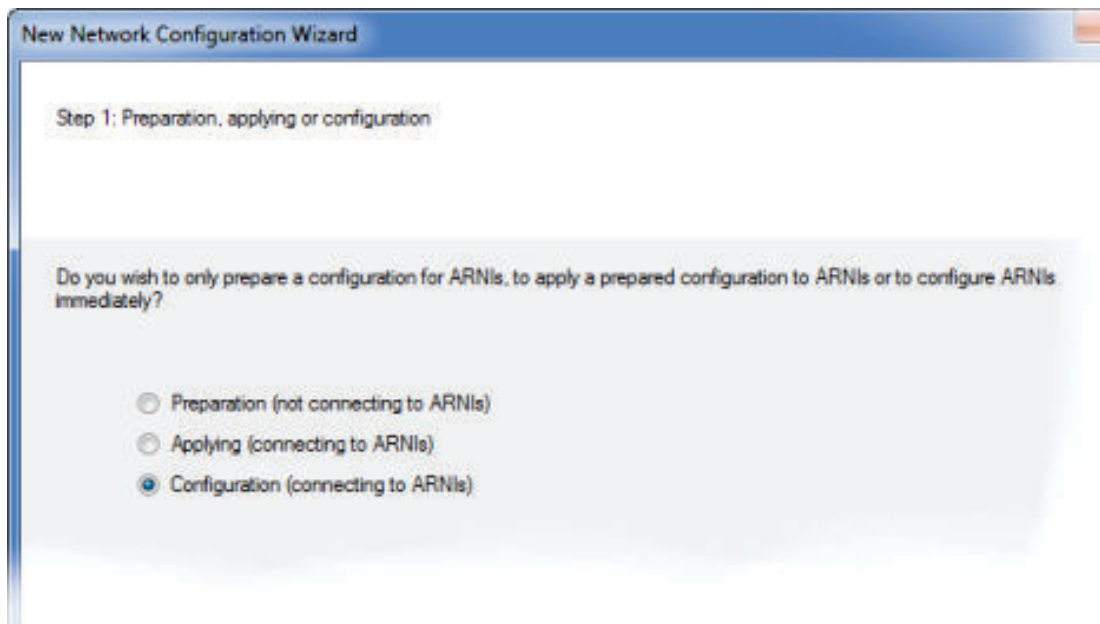 New Network Configuration Wizard
Step 1: Preparation, applying or configuration
Do you wish to only prepare a configuration for ARNIs, to apply a prepared configuration to ARNIs or to configure ARNIs
immediately?
Preparation (not connecting to ARNIs)
Applying (connecting to ARNIs)
Configuration (connecting to ARNIs)